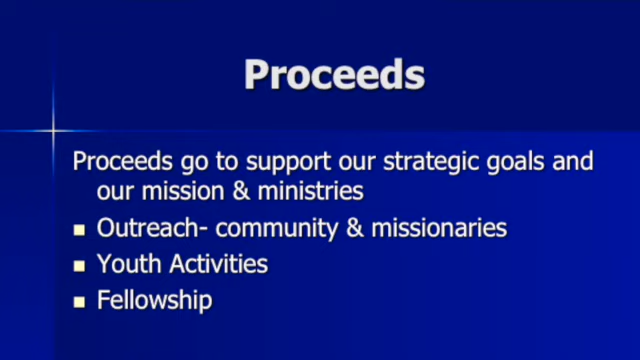 Proceeds
Proceeds go to support our strategic goals and
our mission & ministries
Outreach- community & missionaries
Youth Activities
Fellowship